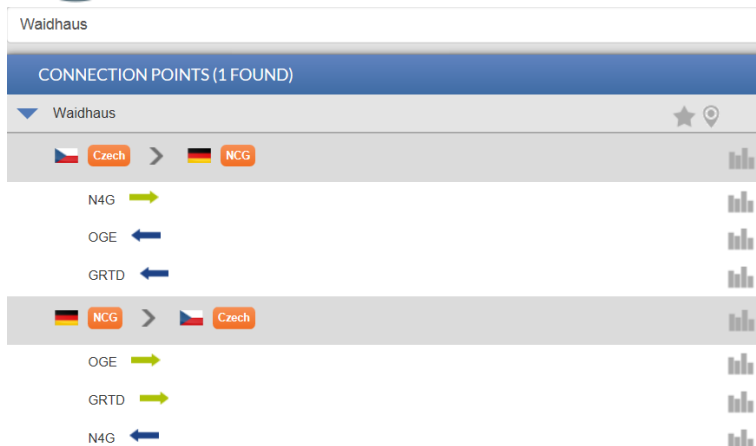 Waidhaus
CONNECTION POINTS (1 FOUND)
Waidhaus
Czech NCG
N4G
OGE
GRTD
NCG Czech
OGE
GRTD
N4G